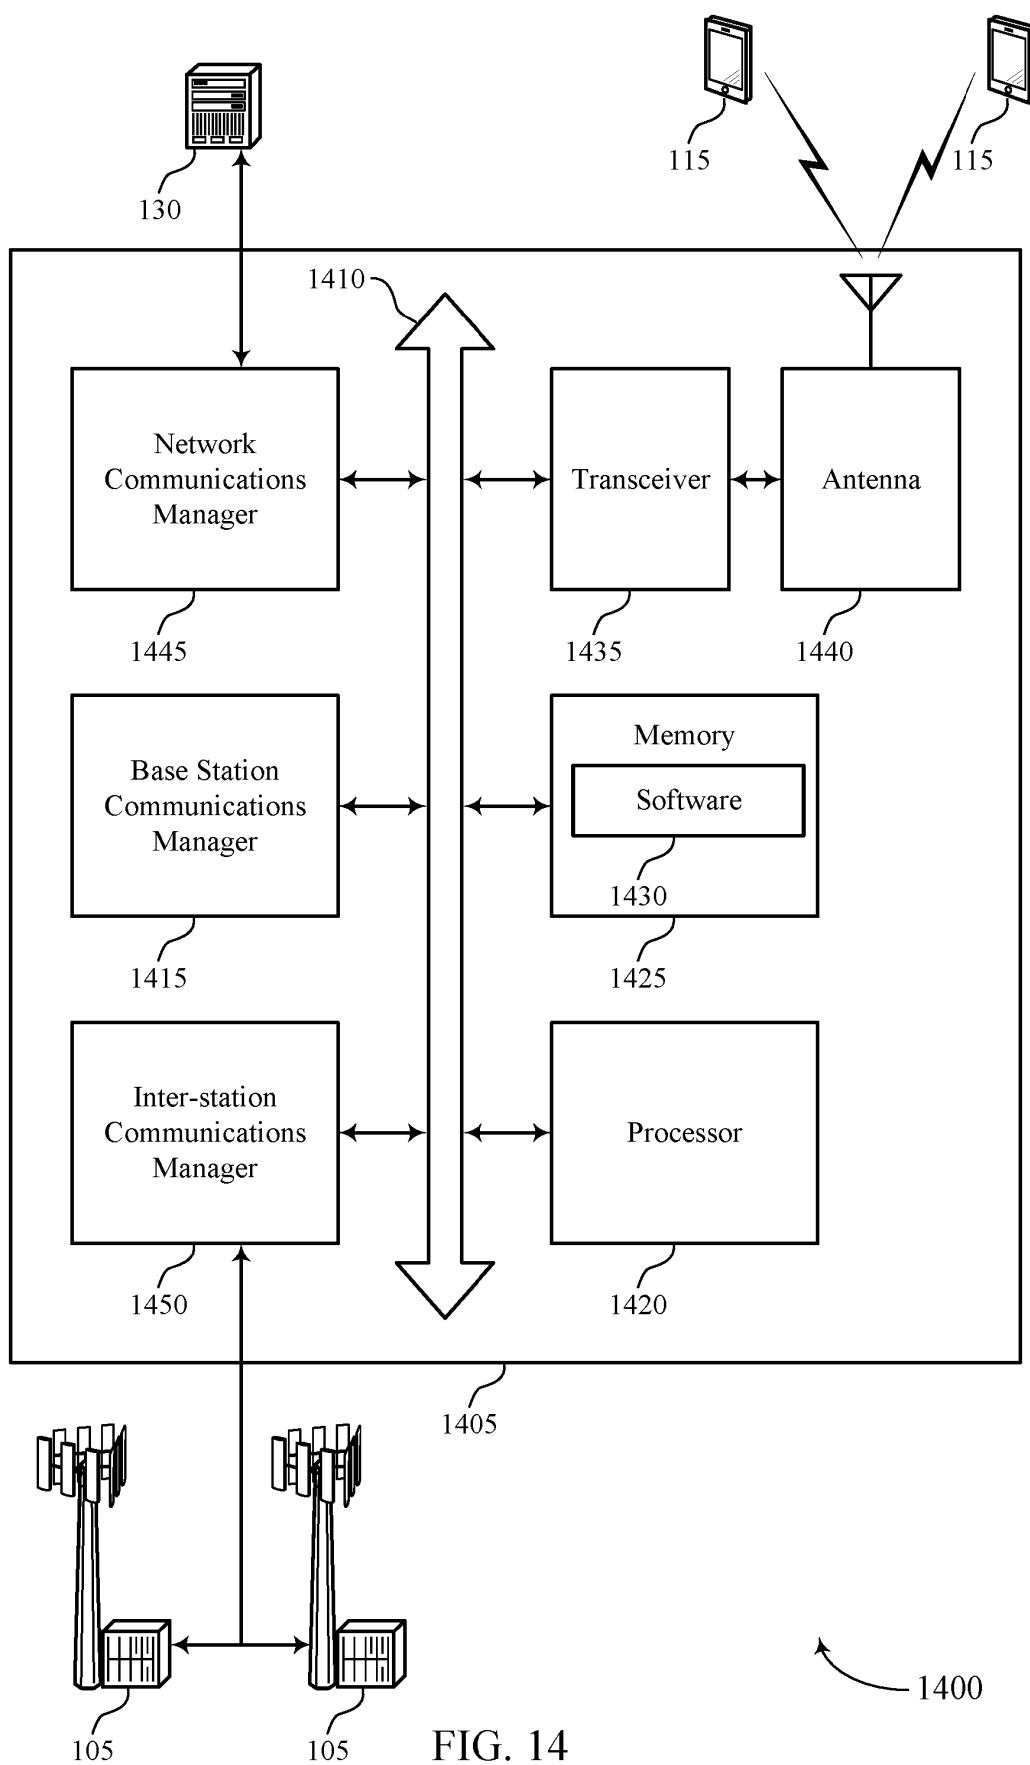 115
115
130
1410
Network
Communications
Manager
Transceiver
Antenna
1445
1435
1440
Base Station
Communications
Manager
Memory
Software
1430
1415
1425
Inter-station
Communications
Manager
Processor
1450
1420
1405
1400
105
105
FIG. 14